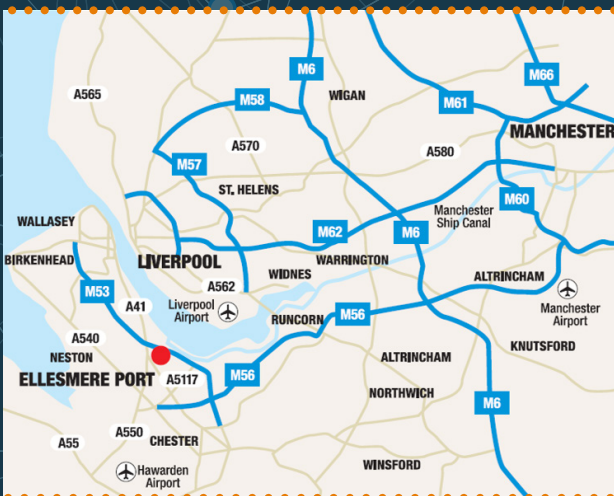 M6
M66
M58
WIGAN
A565
M61
MANCHESTER
A570
A580
M57
ST. HELENS
M60
Manchester
Ship Canal
WALLASEY
M62
M6
BIRKENHEAD
LIVERPOOL
WARRINGTON
WIDNES
ALTRINCHAM
A562
M53
A41
Liverpool
Airport
Manchester
Airport
RUNCORN
M56
A540
KNUTSFORD
NESTON
ALTRINCHAM
ELLESMERE PORT
A5117
M56
NORTHWICH
M6
A550
A55
CHESTER
WINSFORD
Hawarden
Airport